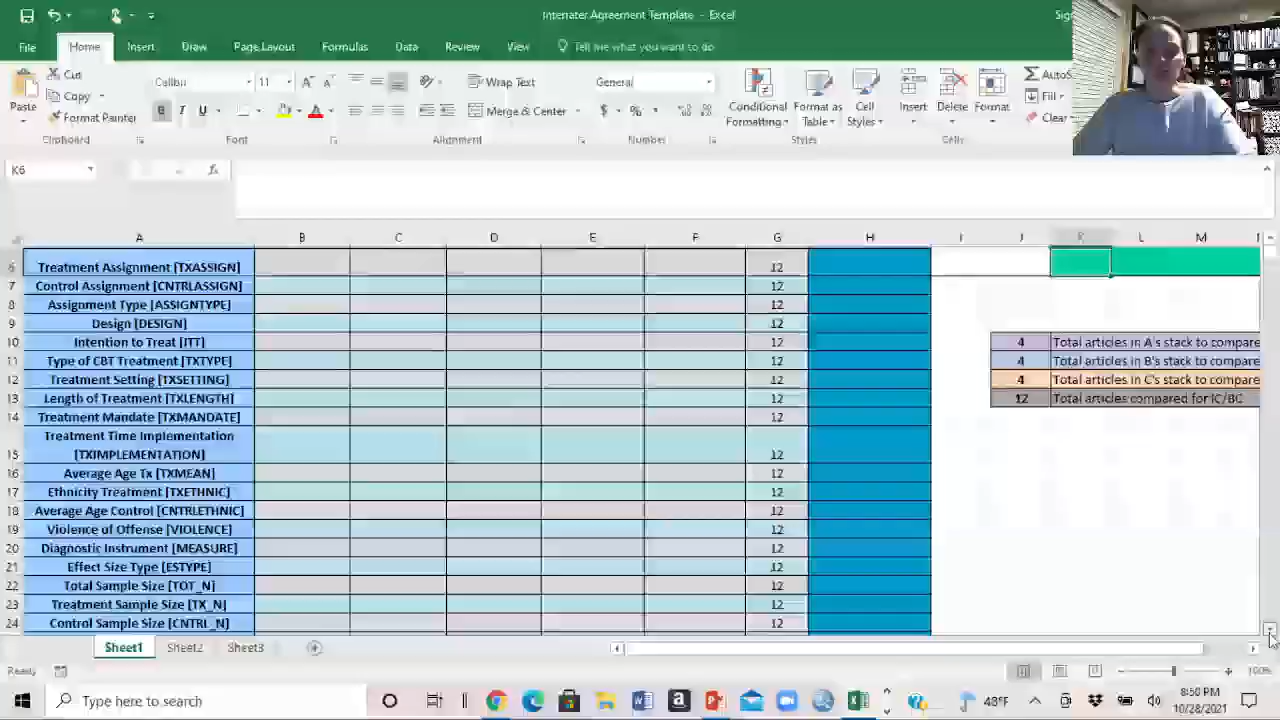 Interrater Agreement Template - Excel
File Home Insert Draw Page Layout Formulas Data Review View Tell me what you want to do
Cut
Copy
Format Painter
Paste
Calibri 11
B I U
Wrap Text
Merge & Center
General
$ %
Conditional Formatting
Format as Table
Cell Styles
Insert Delete Format
AutoS
Fill
Clear
Clipboard Font Alignment Number Styles Cells
K6 fx
A B C D E F G H I J K L M
6 Treatment Assignment [TXASSIGN] 12
7 Control Assignment [CNTRLASSIGN] 12
8 Assignment Type [ASSIGNTYPE] 12
9 Design [DESIGN] 12
10 Intention to Treat [ITT] 12 4 Total articles in A's stack to compare
11 Type of CBT Treatment [TXTYPE] 12 4 Total articles in B's stack to compare
12 Treatment Setting [TXSETTING] 12 4 Total articles in C's stack to compare
13 Length of Treatment [TXLENGTH] 12 12 Total articles compared for IC/BC
14 Treatment Mandate [TXMANDATE] 12
Treatment Time Implementation
15 [TXIMPLEMENTATION] 12
16 Average Age Tx [TXMEAN] 12
17 Ethnicity Treatment [TXETHNIC] 12
18 Average Age Control [CNTRLETHNIC] 12
19 Violence of Offense [VIOLENCE] 12
20 Diagnostic Instrument [MEASURE] 12
21 Effect Size Type [ESTYPE] 12
22 Total Sample Size [TOT_N] 12
23 Treatment Sample Size [TX_N] 12
24 Control Sample Size [CNTRL_N] 12
Sheet1 Sheet2 Sheet3
Ready 100%
Type here to search
48°F
8:50 PM
10/28/2021